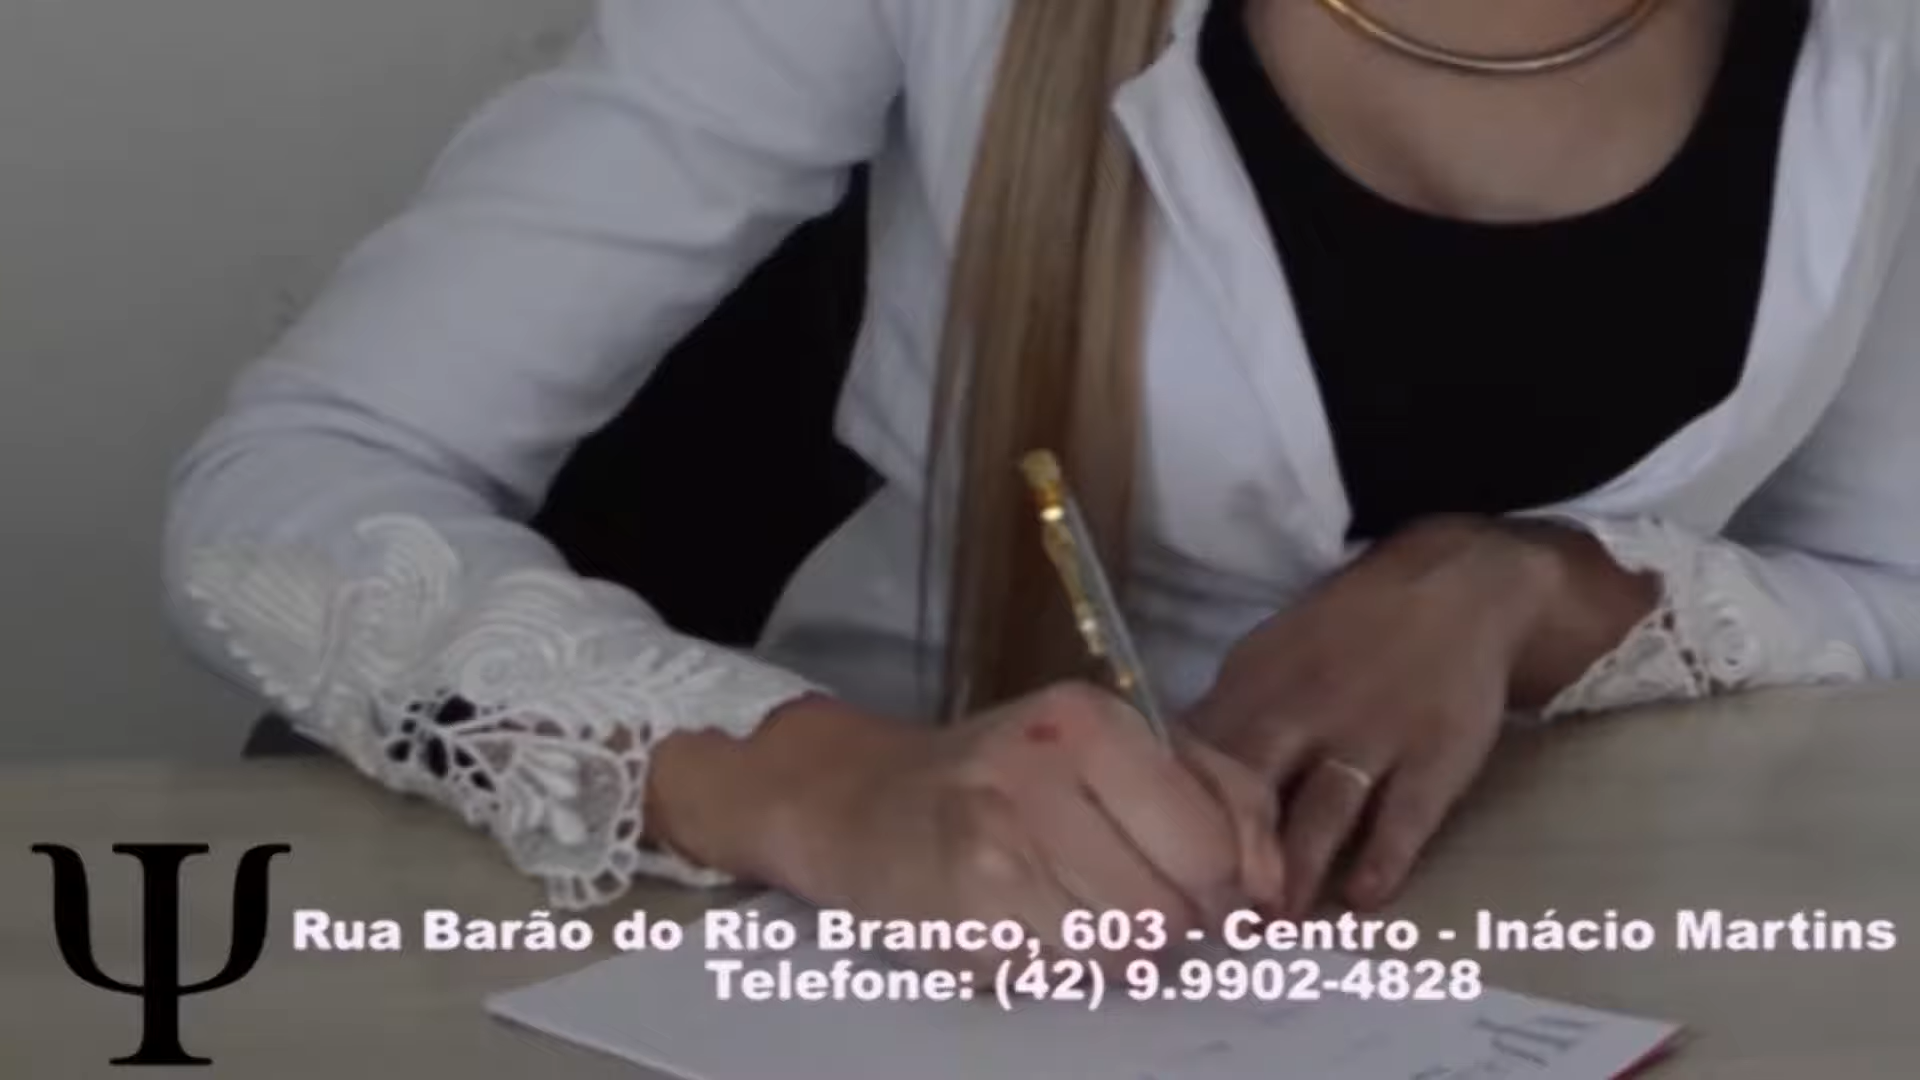 Ψ
Rua Barão do Rio Branco, 603 - Centro - Inácio Martins
Telefone: (42) 9.9902-4828